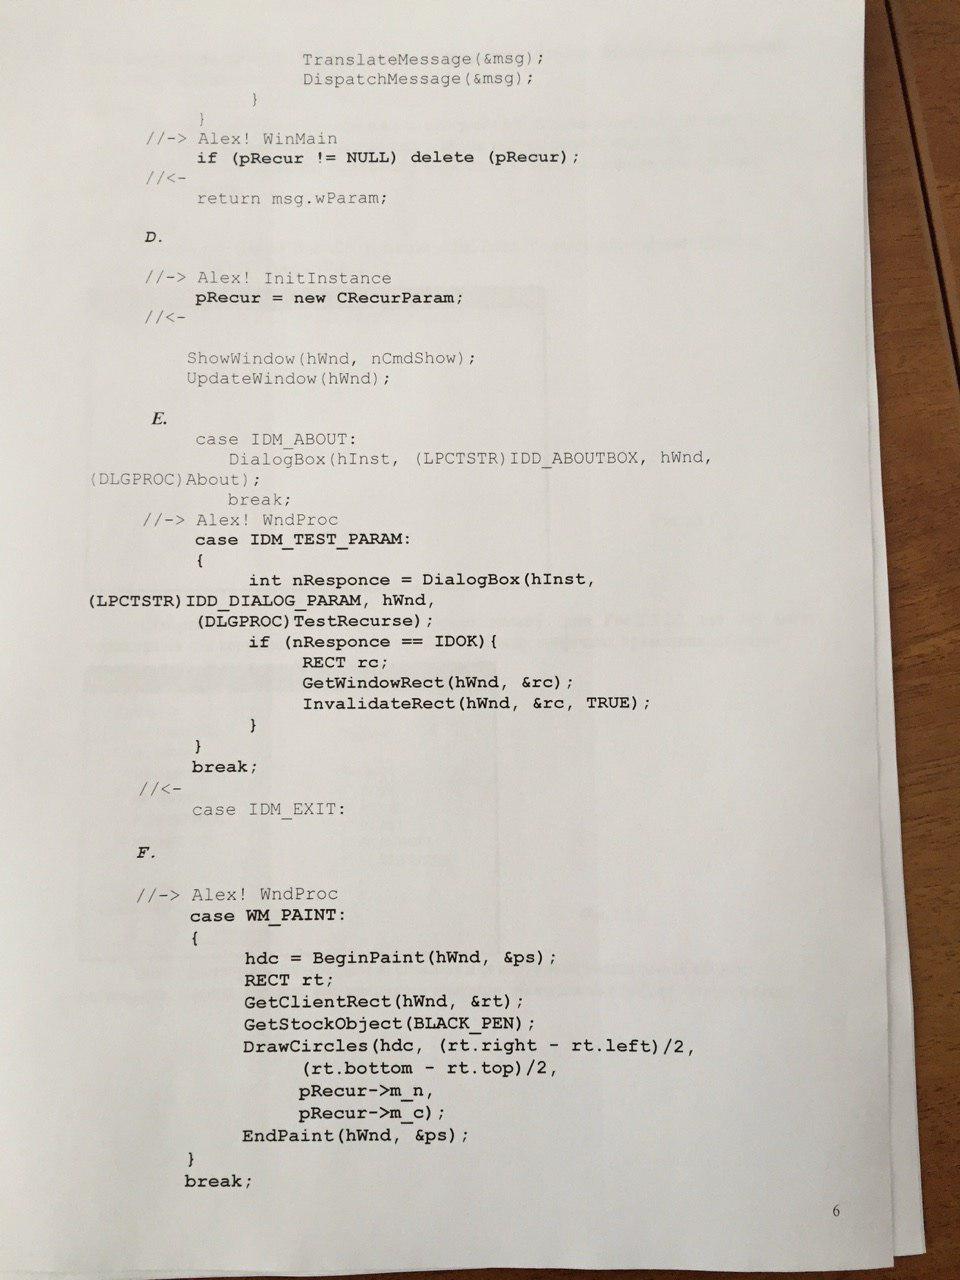 TranslateMessage(&msg);
DispatchMessage(&msg);
}
}
//-> Alex! WinMain
if (pRecur != NULL) delete (pRecur);
//<-
return msg.wParam;
D.
//-> Alex! InitInstance
pRecur = new CRecurParam;
//<-
ShowWindow(hWnd, nCmdShow);
UpdateWindow(hWnd);
E.
case IDM_ABOUT:
DialogBox(hInst, (LPCTSTR)IDD_ABOUTBOX, hWnd,
(DLGPROC)About);
break;
//-> Alex! WndProc
case IDM_TEST_PARAM:
{
int nResponce = DialogBox(hInst,
(LPCTSTR)IDD_DIALOG_PARAM, hWnd,
(DLGPROC)TestRecurse);
if (nResponce == IDOK){
RECT rc;
GetWindowRect(hWnd, &rc);
InvalidateRect(hWnd, &rc, TRUE);
}
}
break;
//<-
case IDM_EXIT:
F.
//-> Alex! WndProc
case WM_PAINT:
{
hdc = BeginPaint(hWnd, &ps);
RECT rt;
GetClientRect(hWnd, &rt);
GetStockObject(BLACK_PEN);
DrawCircles(hdc, (rt.right - rt.left)/2,
(rt.bottom - rt.top)/2,
pRecur->m_n,
pRecur->m_c);
EndPaint(hWnd, &ps);
}
break;
6